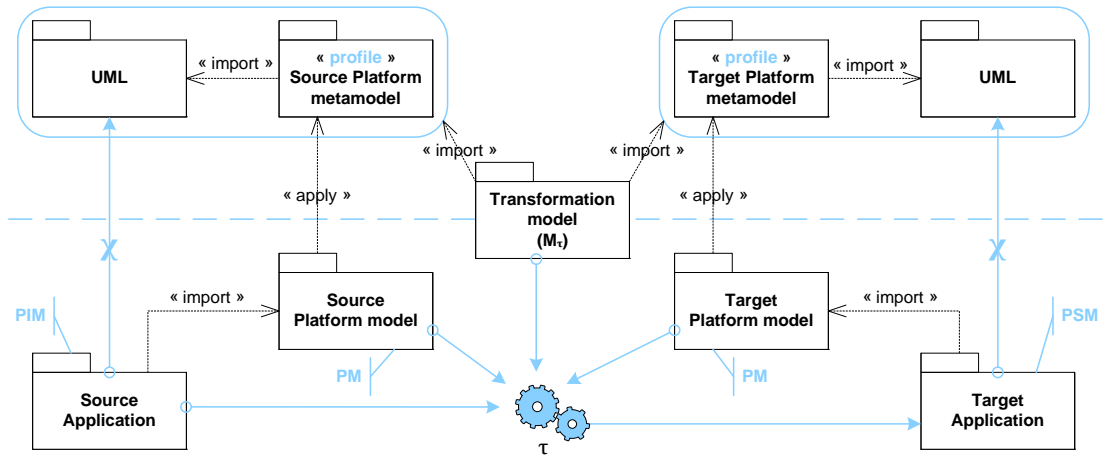 « profile »
« profile »
UML
« import »
Source Platform
metamodel
Target Platform
metamodel
« import »
UML
« import »
« import »
« apply »
Transformation
model
(Mτ)
« apply »
χ
χ
« import »
Source
Platform model
Target
Platform model
« import »
PIM
PSM
PM
PM
Source
Application
Target
Application
τ